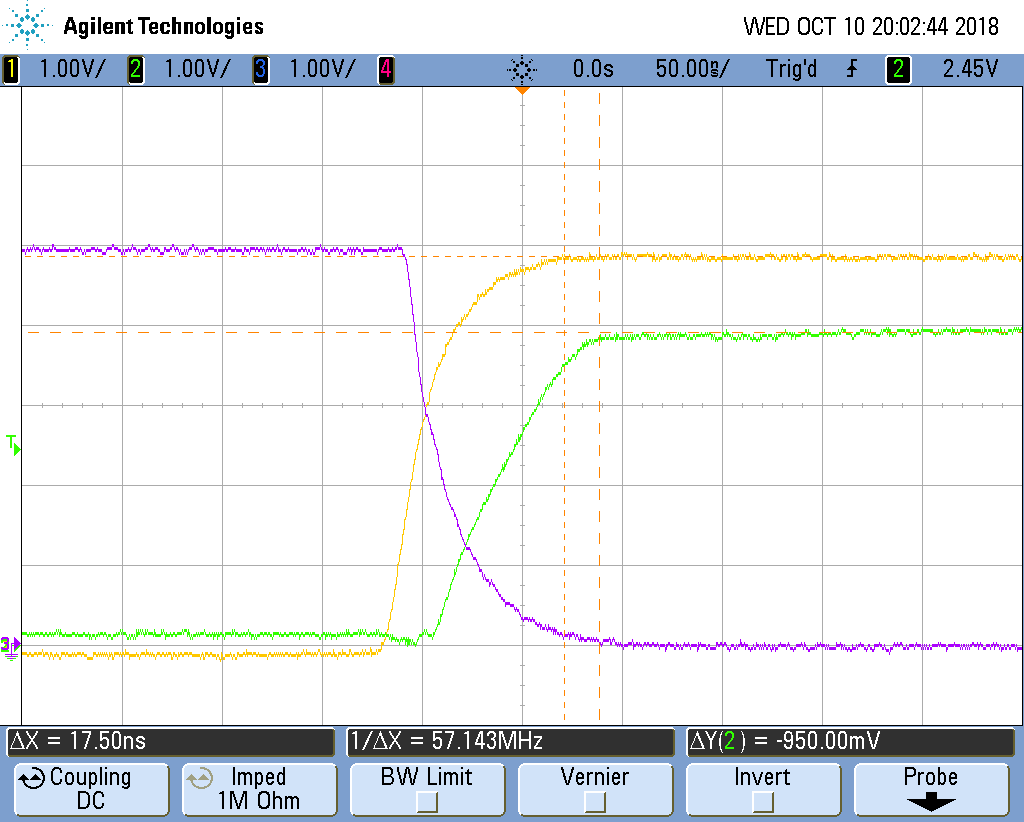 Agilent Technologies
WED OCT 10 20:02:44 2018
1 1.00V/ 2 1.00V/ 3 1.00V/ 4 0.0s 50.00ns/ Trig'd 2 2.45V
T
3
ΔX = 17.50ns
1/ΔX = 57.143MHz
ΔY(2) = -950.00mV
Coupling
DC
Imped
1M Ohm
BW Limit
Vernier
Invert
Probe